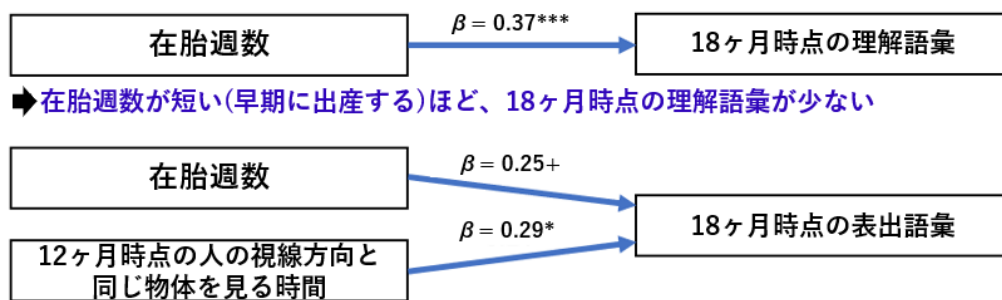 β = 0.37***
在胎週数
18ヶ月時点の理解語彙
➡在胎週数が短い(早期に出産する)ほど、18ヶ月時点の理解語彙が少ない
在胎週数
β = 0.25+
18ヶ月時点の表出語彙
β = 0.29*
12ヶ月時点の人の視線方向と
同じ物体を見る時間